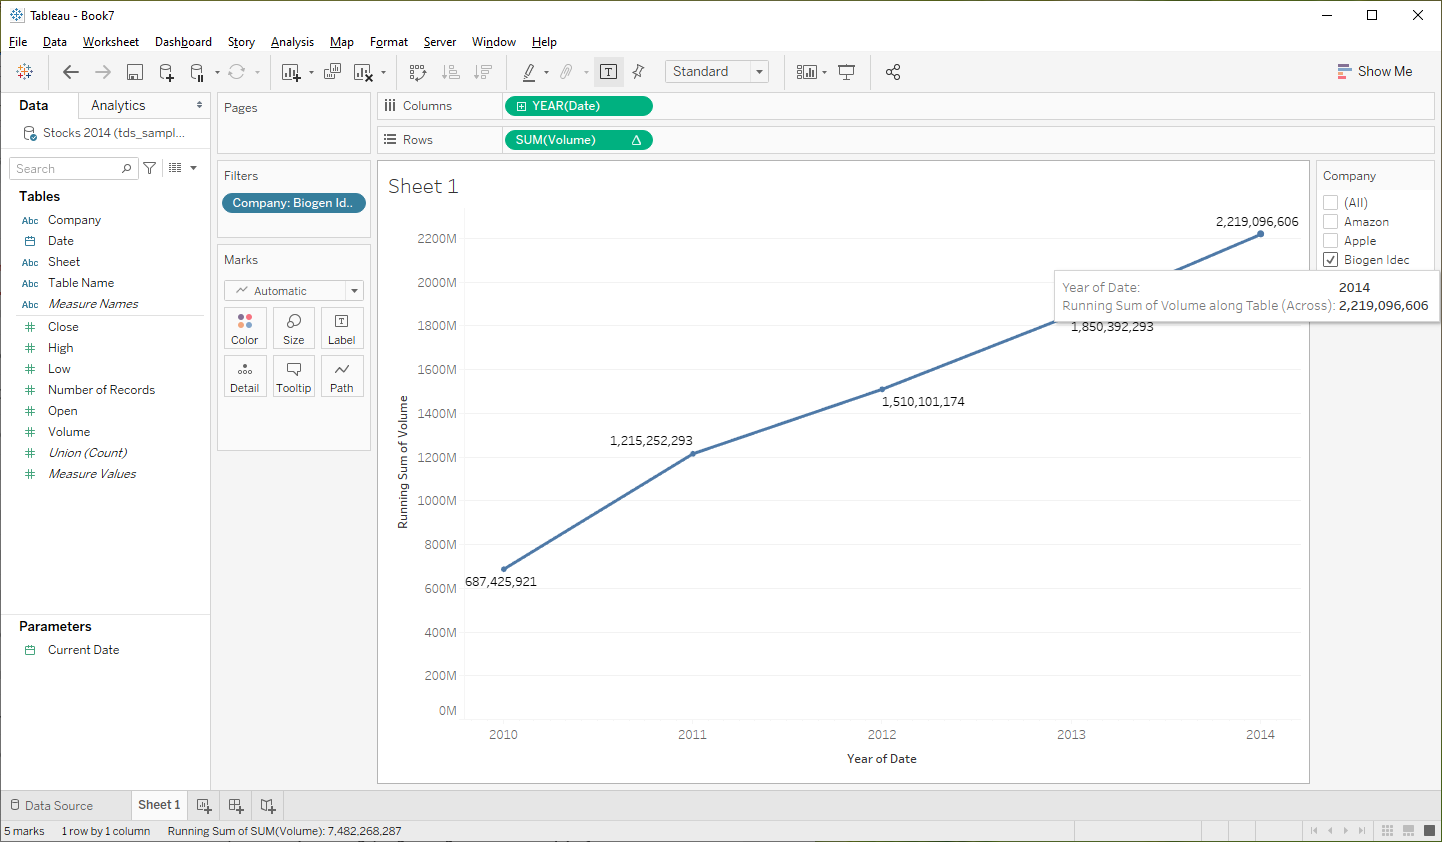 Tableau - Book7
File Data Worksheet Dashboard Story Analysis Map Format Server Window Help
Standard
Show Me
Data Analytics
Stocks 2014 (tds_sampl...
Search
Tables
Abc Company
Date
Abc Sheet
Abc Table Name
Abc Measure Names
Close
High
Low
Number of Records
Open
Volume
Union (Count)
Measure Values
Parameters
Current Date
Pages
Filters
Company: Biogen Id..
Marks
Automatic
Color Size Label
Detail Tooltip Path
Columns YEAR(Date)
Rows SUM(Volume) Δ
Sheet 1
Running Sum of Volume
2200M
2000M
1800M
1600M
1400M
1200M
1000M
800M
600M
400M
200M
0M
687,425,921
1,215,252,293
1,510,101,174
1,850,392,293
2,219,096,606
2010 2011 2012 2013 2014
Year of Date
Year of Date: 2014
Running Sum of Volume along Table (Across): 2,219,096,606
Company
(All)
Amazon
Apple
Biogen Idec
Data Source Sheet 1
5 marks 1 row by 1 column Running Sum of SUM(Volume): 7,482,268,287